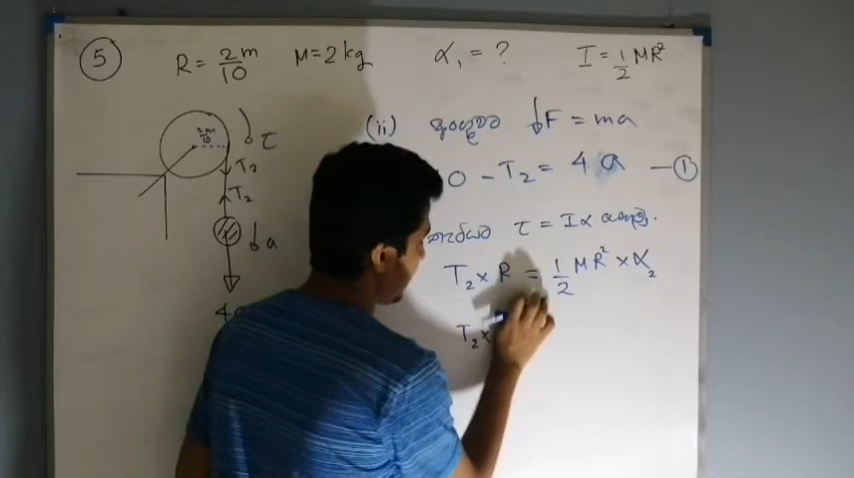 5 R = 2m/10 M=2kg α₁ = ? I = 1/2 MR²
2m/10
τ
T₂
T₂
a
(ii) ↓F = ma
0 - T₂ = 4a —①
τ = Iα
T₂ × R = 1/2 MR² × α₂
T₂ ×